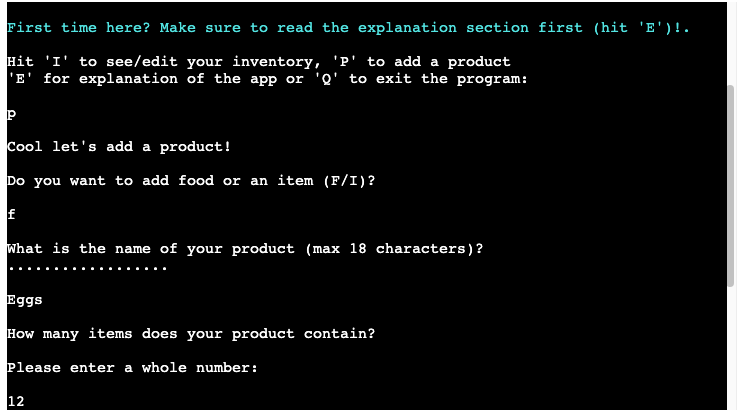 First time here? Make sure to read the explanation section first (hit 'E')!.
Hit 'I' to see/edit your inventory, 'P' to add a product
'E' for explanation of the app or 'Q' to exit the program:
p
Cool let's add a product!
Do you want to add food or an item (F/I)?
f
What is the name of your product (max 18 characters)?
..................
Eggs
How many items does your product contain?
Please enter a whole number:
12